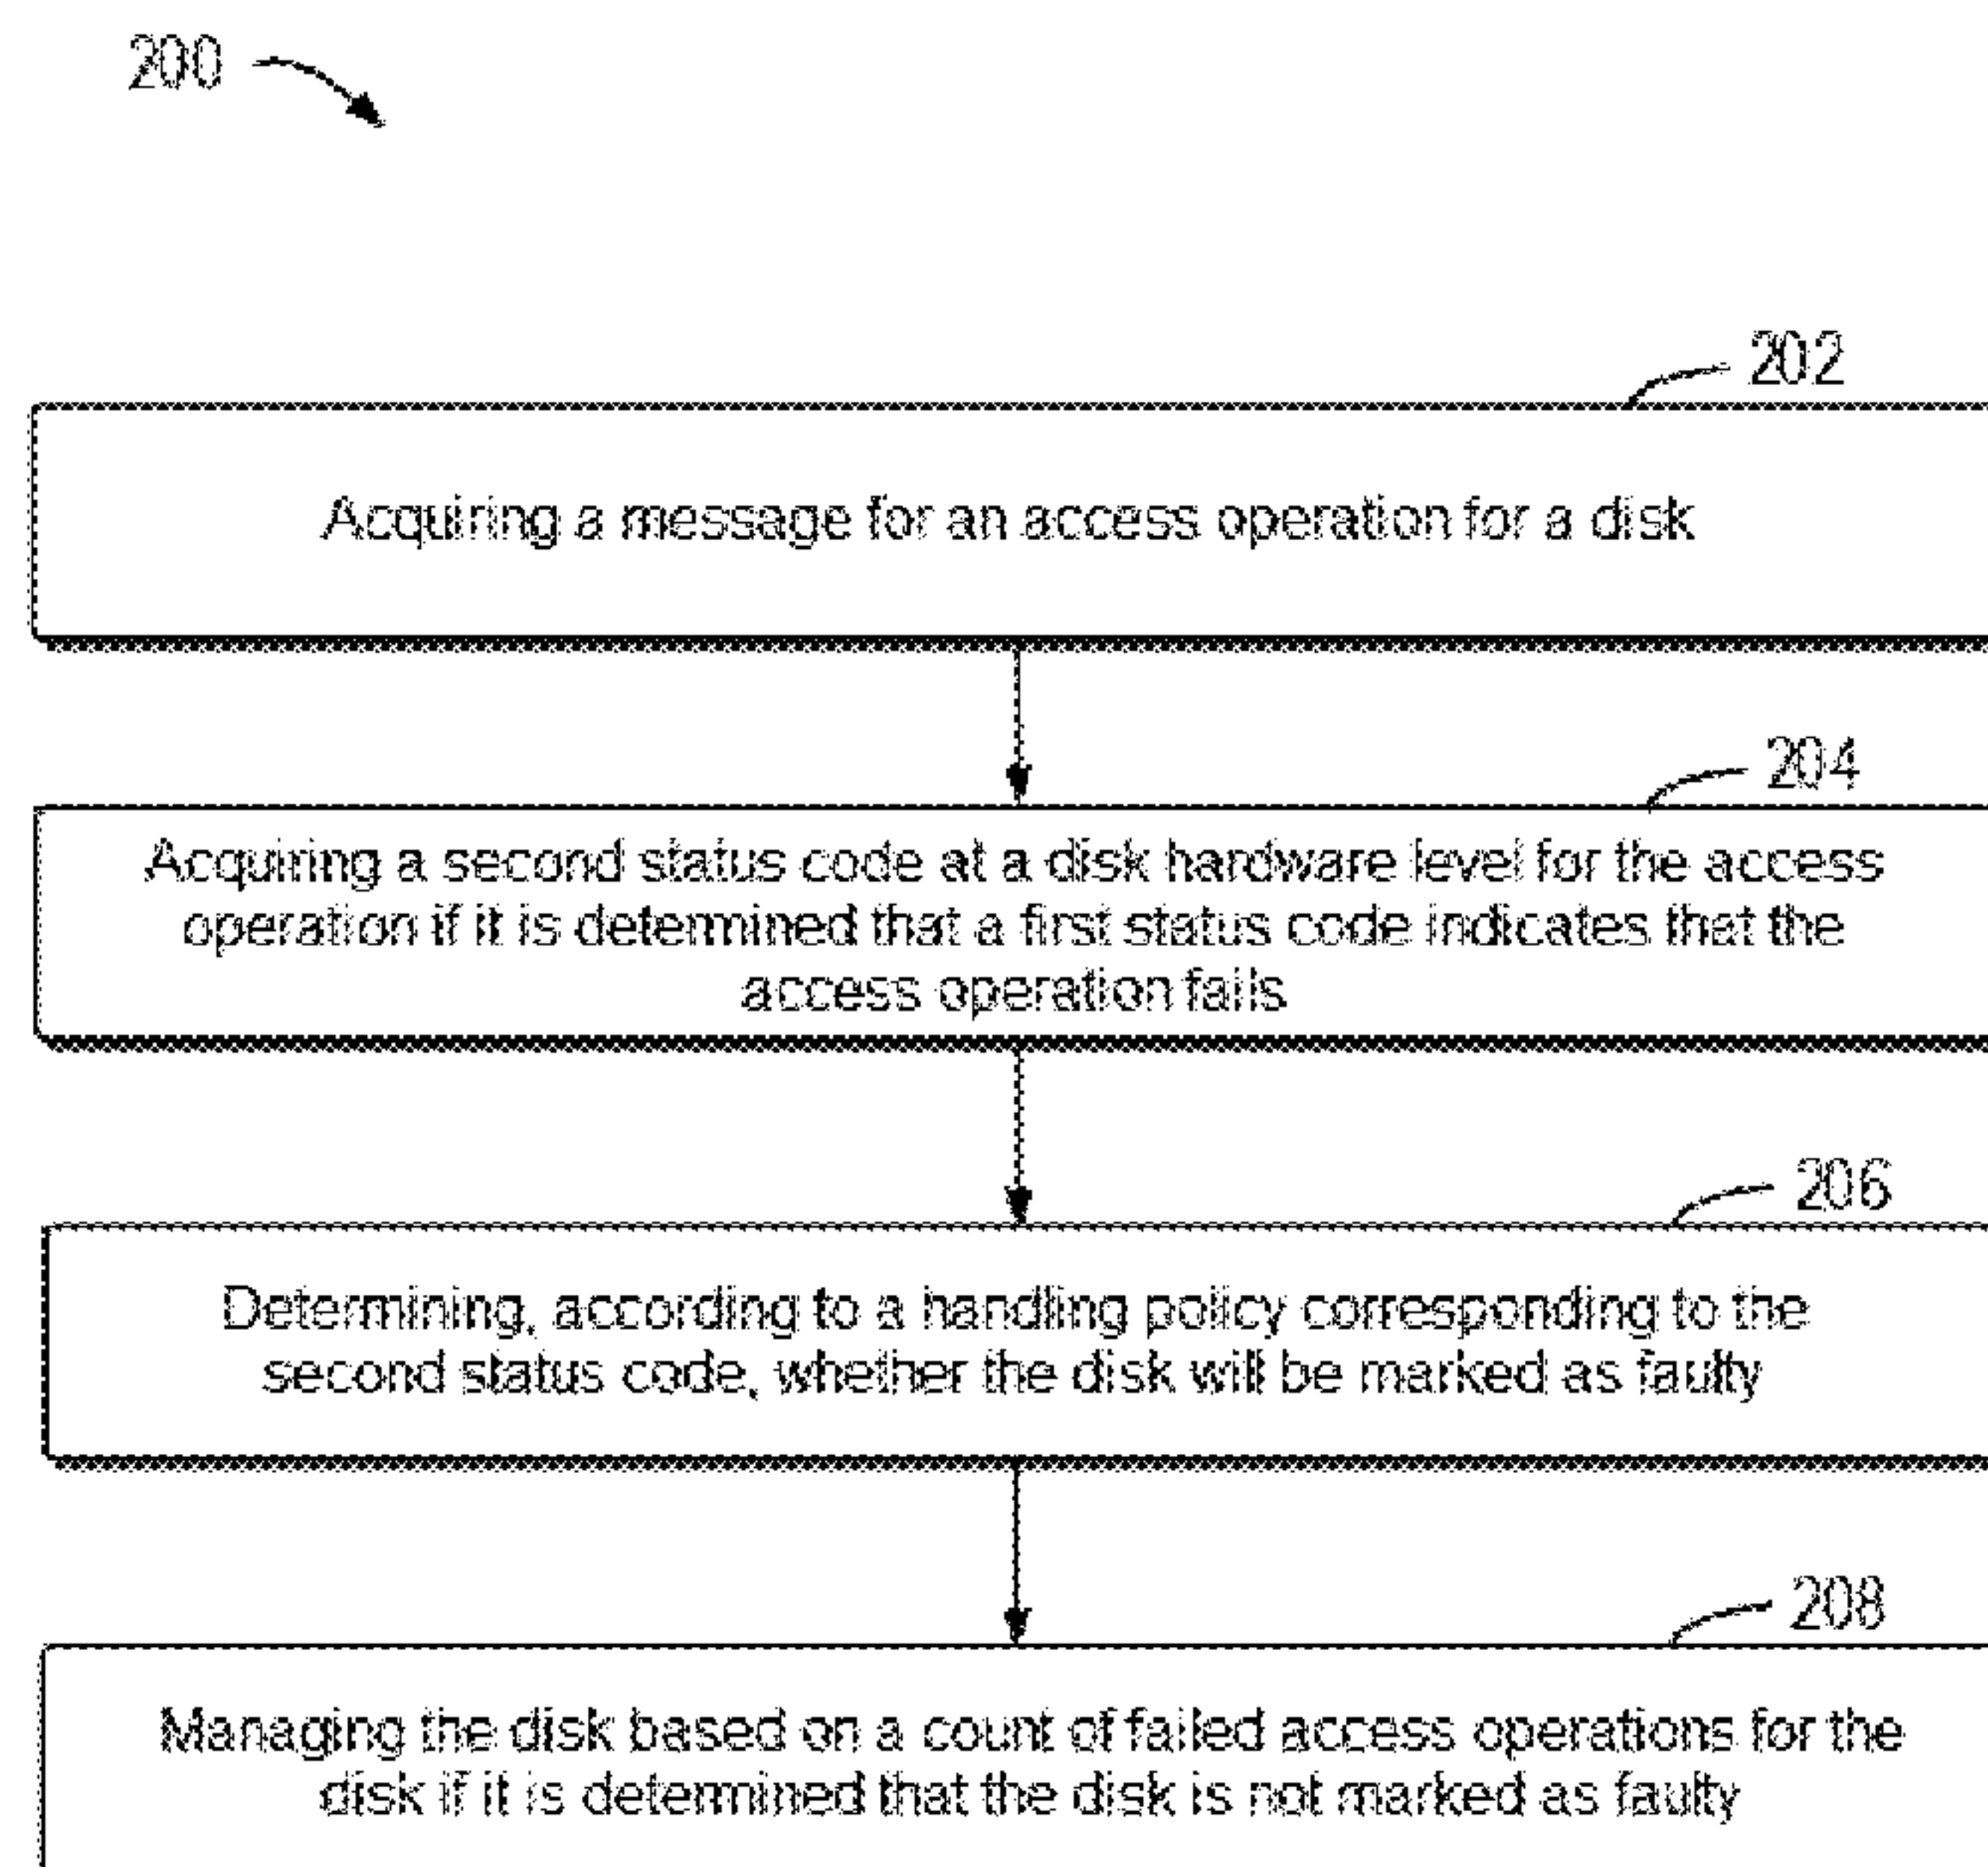 200
202
Acquiring a message for an access operation for a disk
204
Acquiring a second status code at a disk hardware level for the access
operation if it is determined that a first status code indicates that the
access operation fails
206
Determining, according to a handling policy corresponding to the
second status code, whether the disk will be marked as faulty
208
Managing the disk based on a count of failed access operations for the
disk if it is determined that the disk is not marked as faulty